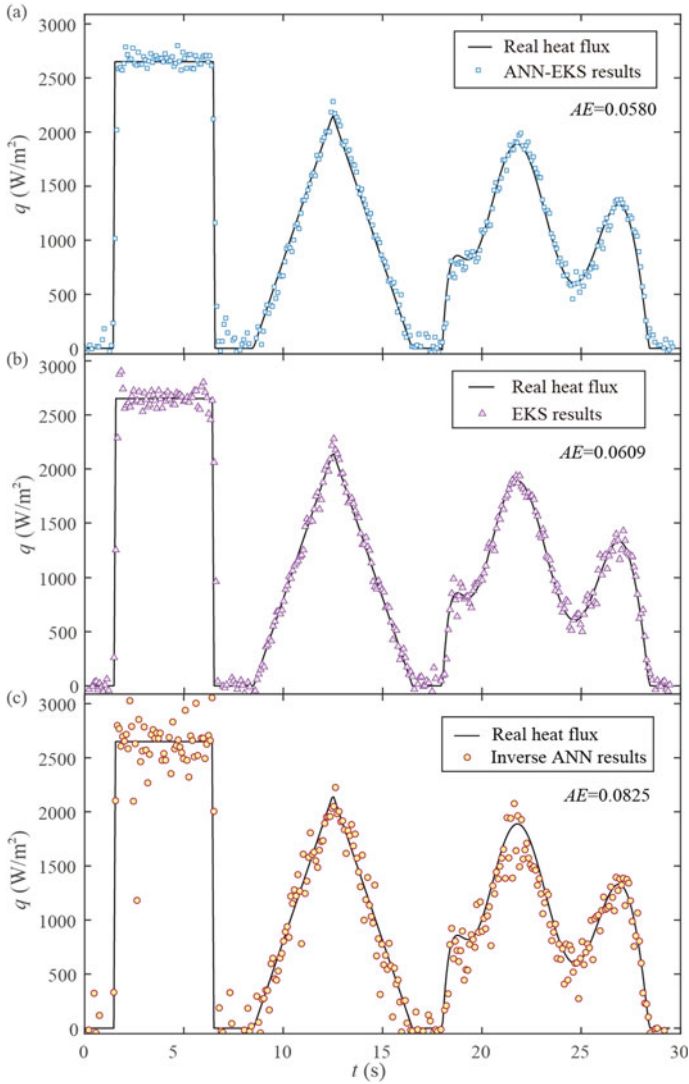 (a)
3000
2500
2000
1500
1000
500
0
q (W/m²)
Real heat flux
ANN-EKS results
AE=0.0580
(b)
3000
2500
2000
1500
1000
500
0
q (W/m²)
Real heat flux
EKS results
AE=0.0609
(c)
3000
2500
2000
1500
1000
500
0
q (W/m²)
Real heat flux
Inverse ANN results
AE=0.0825
0 5 10 15 20 25 30
t (s)